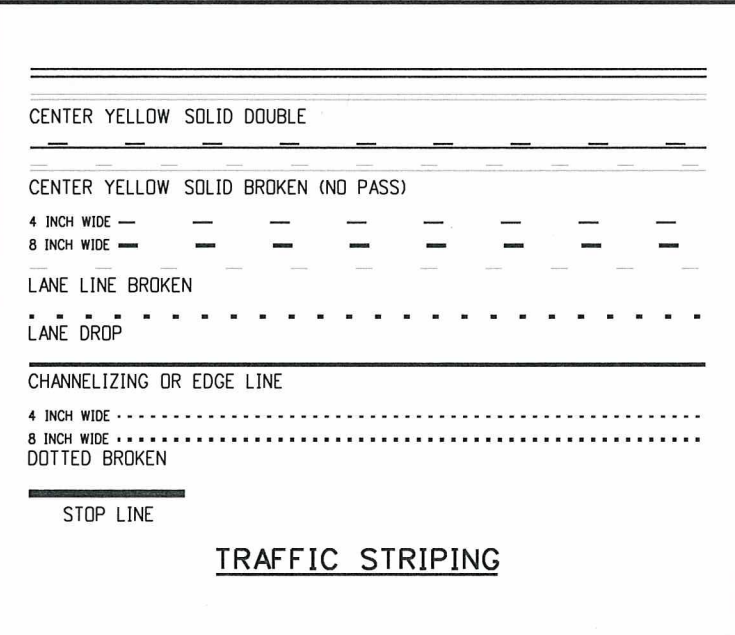 CENTER YELLOW SOLID DOUBLE
CENTER YELLOW SOLID BROKEN (NO PASS)
4 INCH WIDE
8 INCH WIDE
LANE LINE BROKEN
LANE DROP
CHANNELIZING OR EDGE LINE
4 INCH WIDE
8 INCH WIDE
DOTTED BROKEN
STOP LINE
TRAFFIC STRIPING